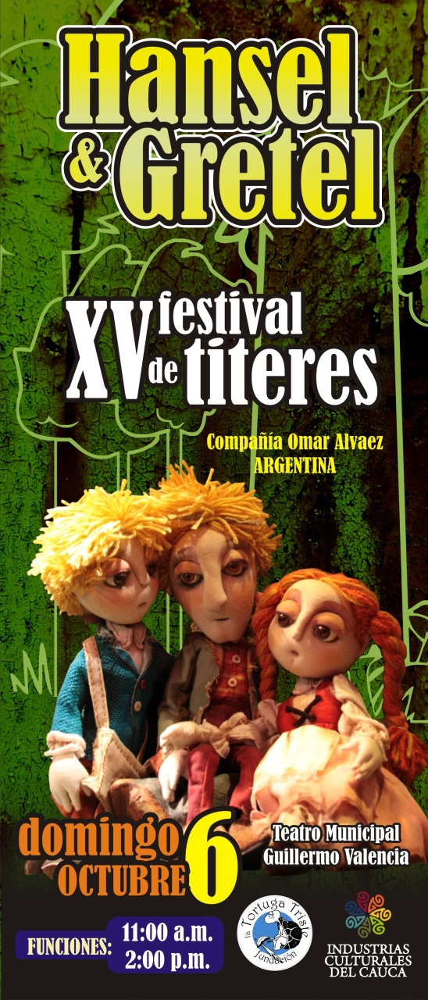 Hansel
& Gretel
XV festival
de titeres
Compañía Omar Alvaez
ARGENTINA
domingo 6
OCTUBRE
Teatro Municipal
Guillermo Valencia
FUNCIONES:
11:00 a.m.
2:00 p.m.
la Tortuga Triste
fundación
INDUSTRIAS
CULTURALES
DEL CAUCA